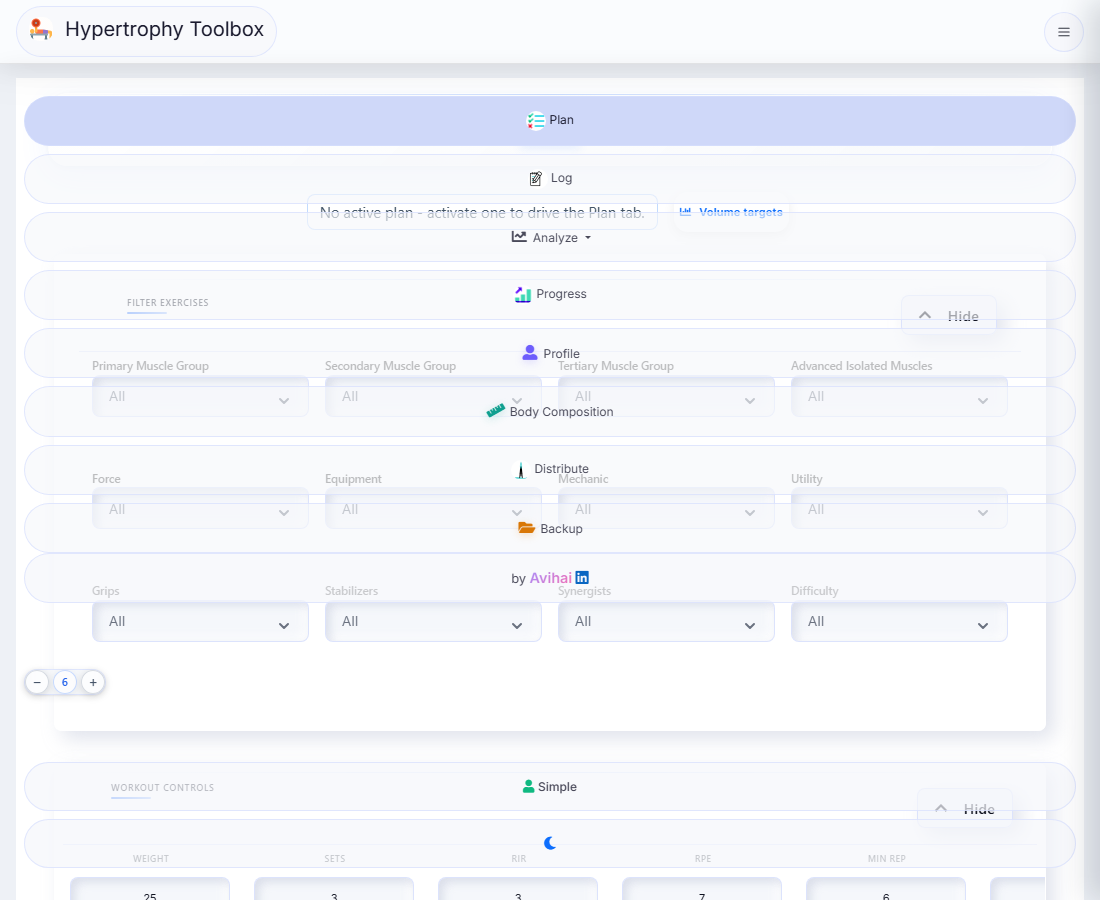 Hypertrophy Toolbox
Plan
Log
No active plan - activate one to drive the Plan tab.
Volume targets
Analyze
Progress
FILTER EXERCISES
Hide
Profile
Primary Muscle Group
Secondary Muscle Group
Tertiary Muscle Group
Advanced Isolated Muscles
All
All
All
All
Body Composition
Distribute
Force
Equipment
Mechanic
Utility
All
All
All
All
Backup
by Avihai in
Grips
Stabilizers
Synergists
Difficulty
All
All
All
All
− 6 +
Simple
WORKOUT CONTROLS
Hide
WEIGHT
SETS
RIR
RPE
MIN REP
25
3
3
7
6